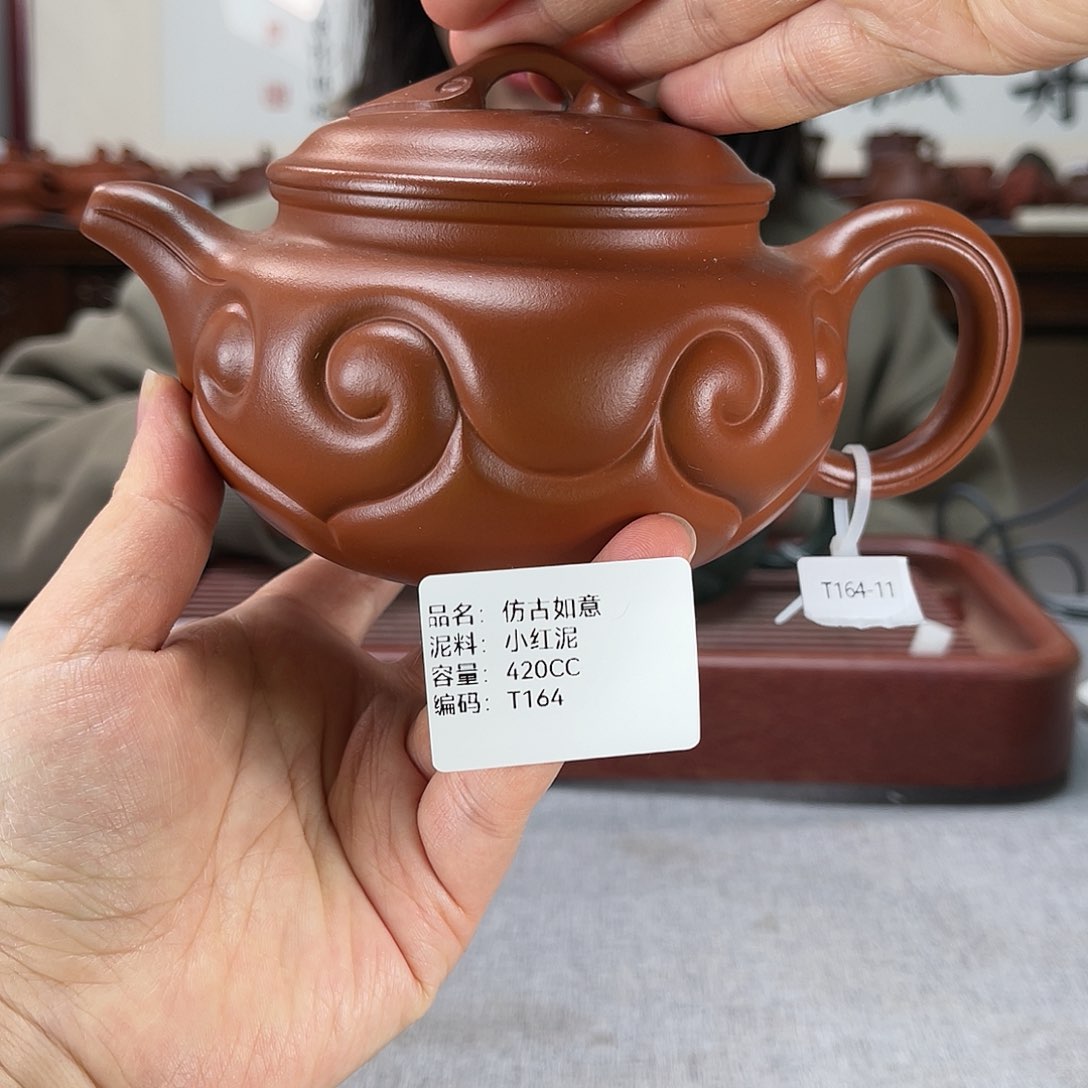 T164-11
品名：仿古如意
泥料：小红泥
容量：420CC
编码：T164